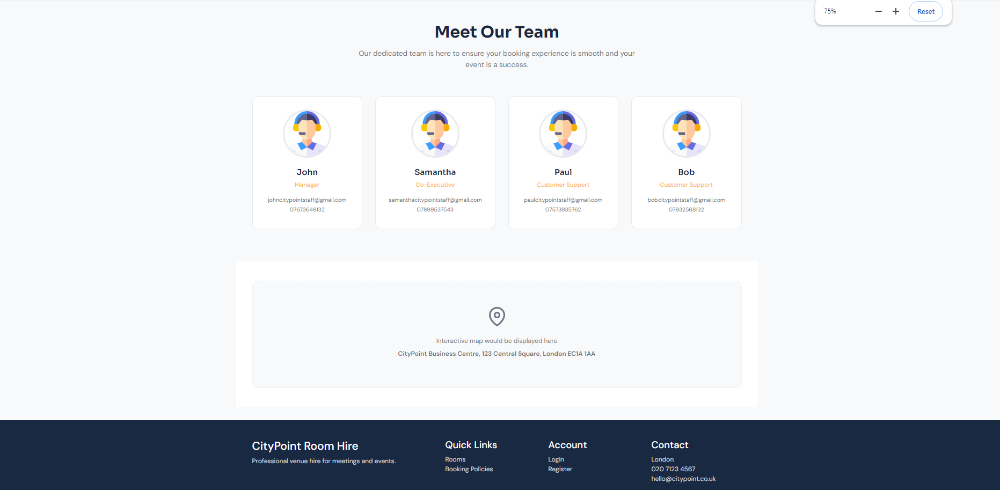 75%
Reset
Meet Our Team
Our dedicated team is here to ensure your booking experience is smooth and your
event is a success.
John
Manager
johncitypointstaff@gmail.com
07673648132
Samantha
Co-Executive
samanthacitypointstaff@gmail.com
07899537543
Paul
Customer Support
paulcitypointstaff@gmail.com
07573935762
Bob
Customer Support
bobcitypointstaff@gmail.com
07932568132
Interactive map would be displayed here
CityPoint Business Centre, 123 Central Square, London EC1A 1AA
CityPoint Room Hire
Professional venue hire for meetings and events.
Quick Links
Rooms
Booking Policies
Account
Login
Register
Contact
London
020 7123 4567
hello@citypoint.co.uk